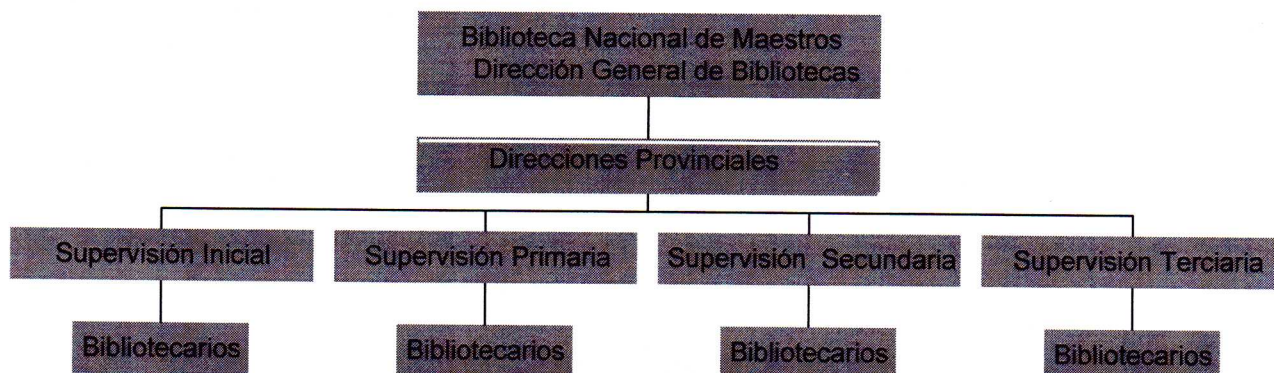 Biblioteca Nacional de Maestros
Dirección General de Bibliotecas
Direcciones Provinciales
Supervisión Inicial
Supervisión Primaria
Supervisión Secundaria
Supervisión Terciaria
Bibliotecarios
Bibliotecarios
Bibliotecarios
Bibliotecarios